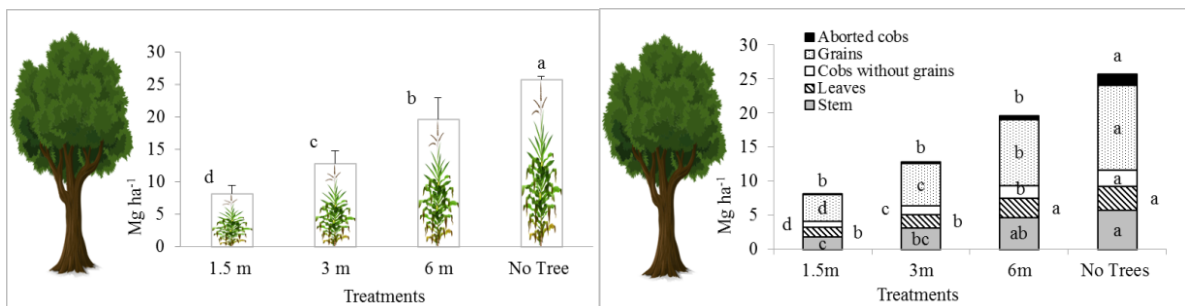 30
25
20
15
10
5
0
Mg ha-1
a
b
c
d
1.5 m 3 m 6 m No Tree
Treatments
Aborted cobs
Grains
Cobs without grains
Leaves
Stem
30
25
20
15
10
5
0
Mg ha-1
a
b
b
b
a
b
c
d
a
b
c
d
a
a
b
b
a
ab
bc
c
1.5m 3m 6m No Trees
Treatments